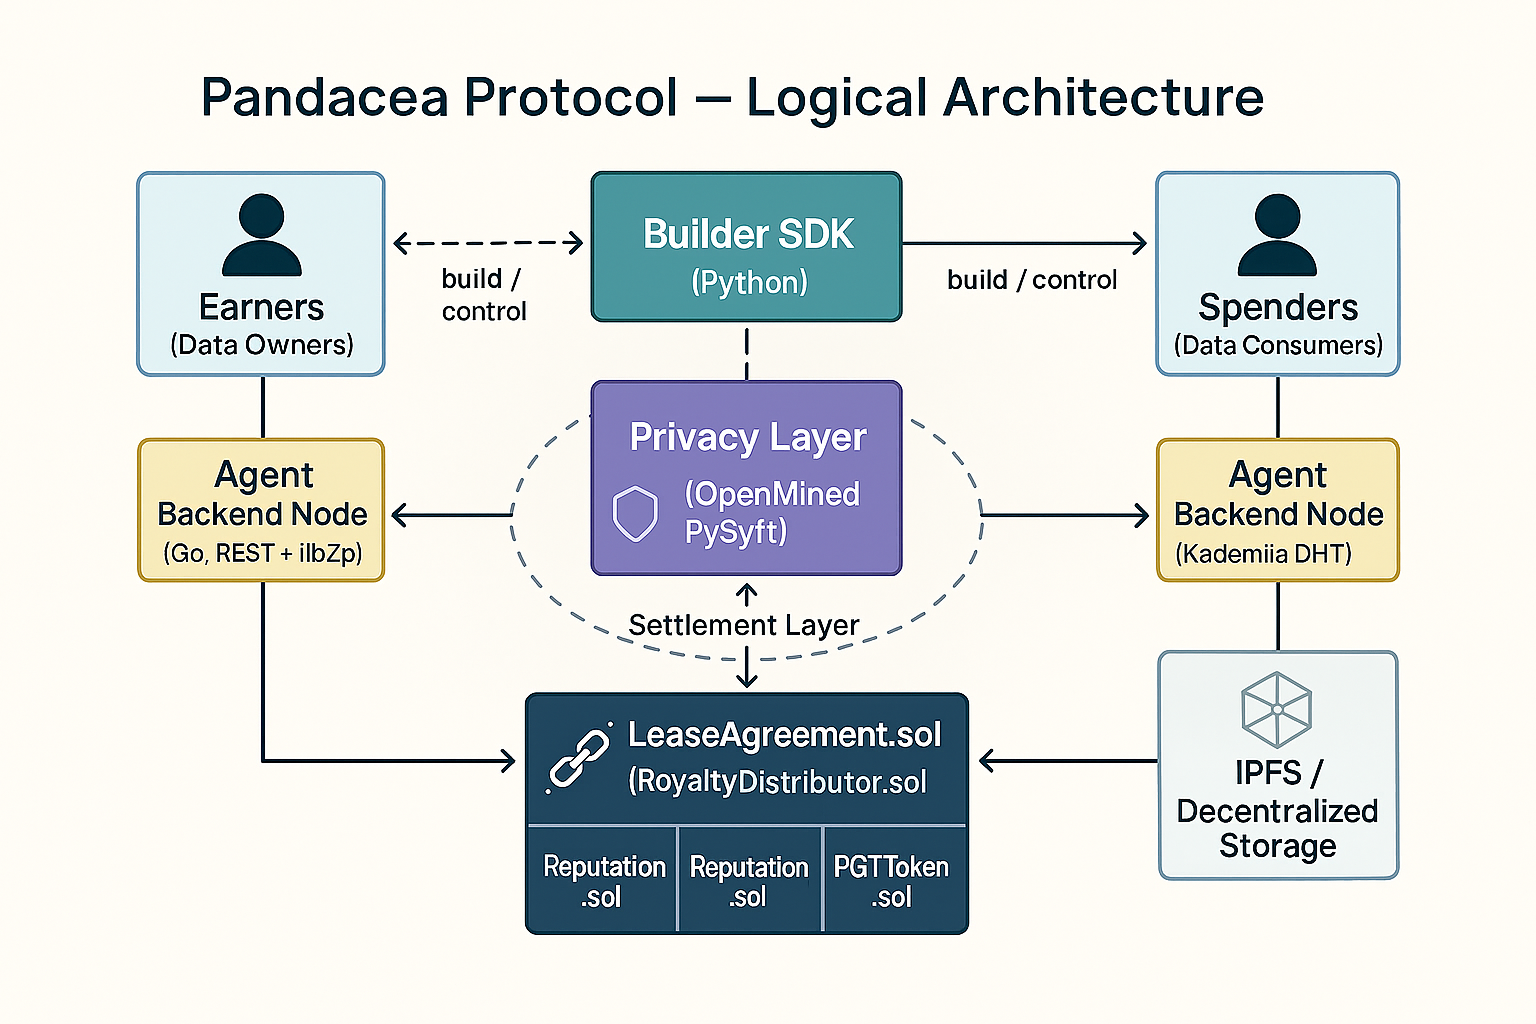 Pandacea Protocol – Logical Architecture
Earners
(Data Owners)
build /
control
Builder SDK
(Python)
build / control
Spenders
(Data Consumers)
Agent
Backend Node
(Go, REST + ilbZp)
Privacy Layer
(OpenMined
PySyft)
Agent
Backend Node
(Kademiia DHT)
Settlement Layer
LeaseAgreement.sol
(RoyaltyDistributor.sol
Reputation
.sol
Reputation
.sol
PGTToken
.sol
IPFS /
Decentralized
Storage